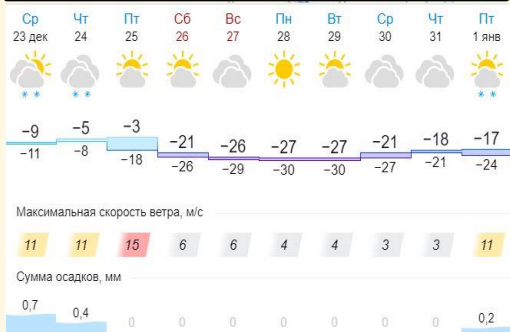 Ср Чт Пт Сб Вс Пн Вт Ср Чт Пт
23 дек 24 25 26 27 28 29 30 31 1 янв
−9 −5 −3 −21 −26 −27 −27 −21 −18 −17
−11 −8 −18 −26 −29 −30 −30 −27 −21 −24
Максимальная скорость ветра, м/с
11 11 15 6 6 4 4 3 3 11
Сумма осадков, мм
0,7 0,4 0 0 0 0 0 0 0 0,2